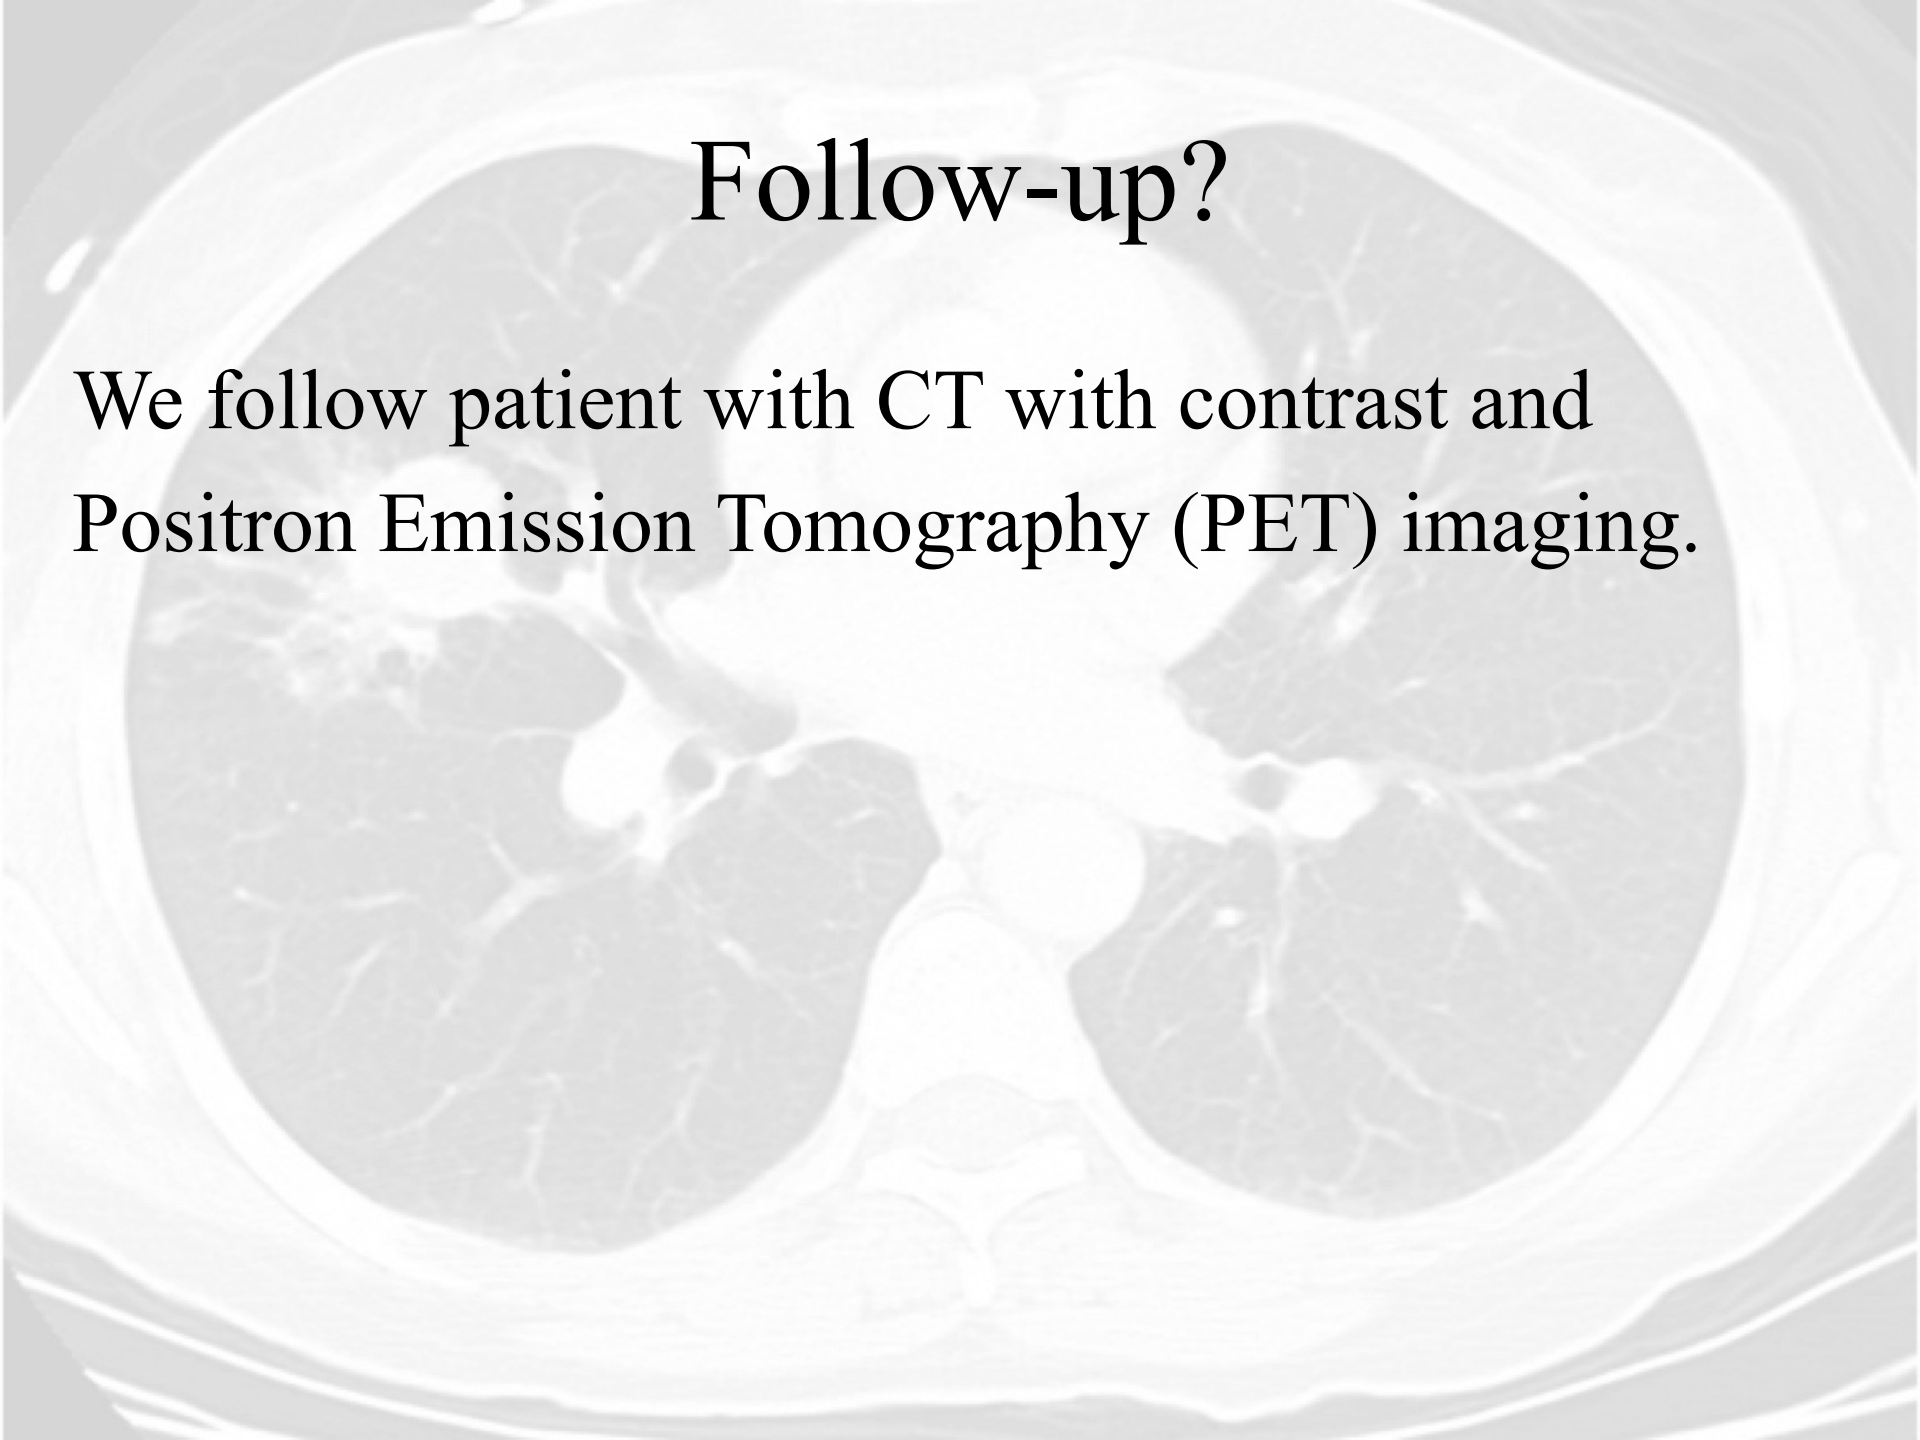 Follow-up?
We follow patient with CT with contrast and
Positron Emission Tomography (PET) imaging.